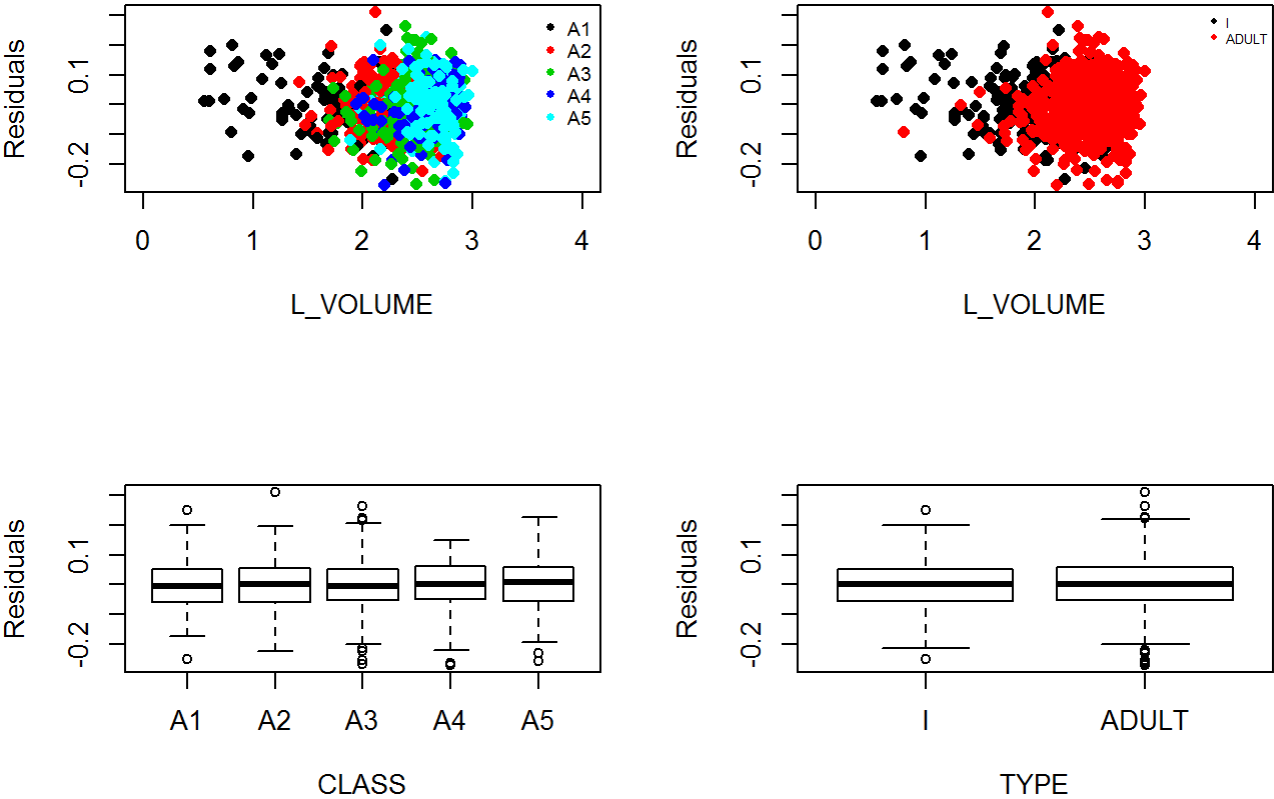 Residuals
0.1
-0.2
A1
A2
A3
A4
A5
0 1 2 3 4
L_VOLUME
Residuals
0.1
-0.2
I
ADULT
0 1 2 3 4
L_VOLUME
Residuals
0.1
-0.2
A1 A2 A3 A4 A5
CLASS
Residuals
0.1
-0.2
I ADULT
TYPE